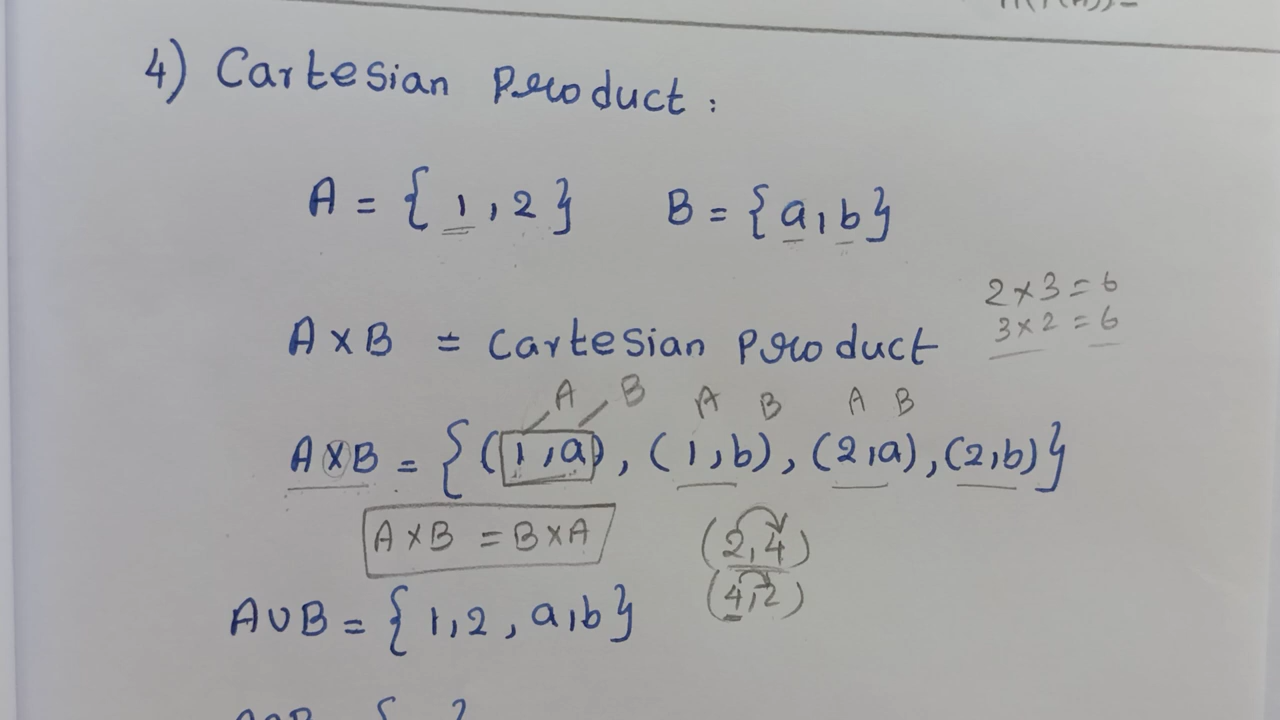 4) Cartesian Product :
A = { 1 , 2 } B = { a , b }
2 × 3 = 6
3 × 2 = 6
A × B = Cartesian Product
A B A B A B
A × B = { ( 1 , a ) , ( 1 , b ) , ( 2 , a ) , ( 2 , b ) }
A × B = B × A
( 2 , 4 )
( 4 , 2 )
A ∪ B = { 1 , 2 , a , b }